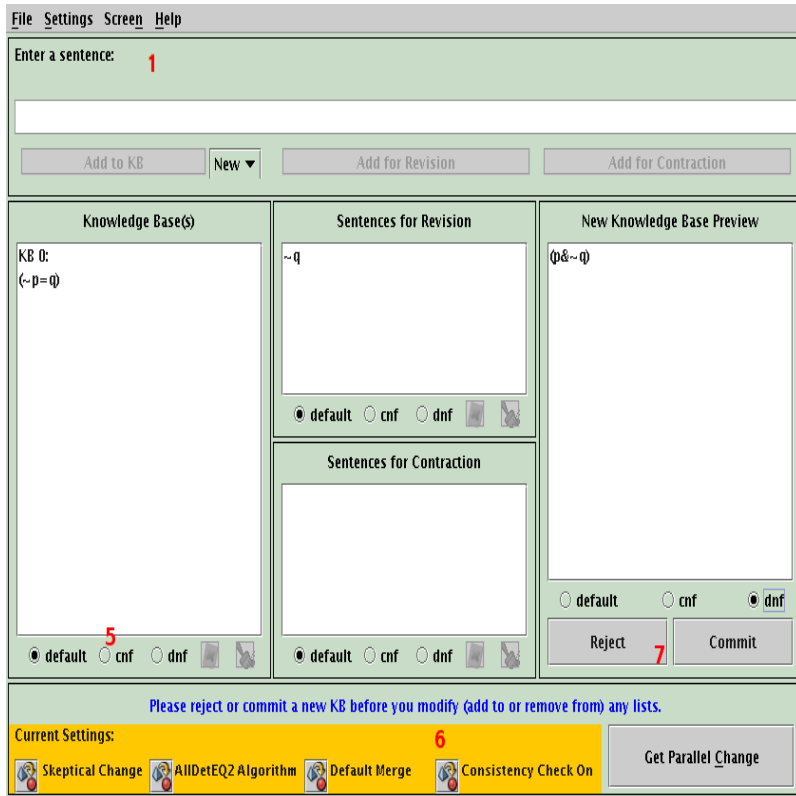 File Settings Screen Help
Enter a sentence:
1
Add to KB New Add for Revision Add for Contraction
Knowledge Base(s)
KB 0:
(~p=q)
5
default cnf dnf
Sentences for Revision
~q
default cnf dnf
Sentences for Contraction
default cnf dnf
New Knowledge Base Preview
(p&~q)
default cnf dnf
Reject 7 Commit
Please reject or commit a new KB before you modify (add to or remove from) any lists.
Current Settings:
6
Skeptical Change AllDetEQ2 Algorithm Default Merge Consistency Check On
Get Parallel Change